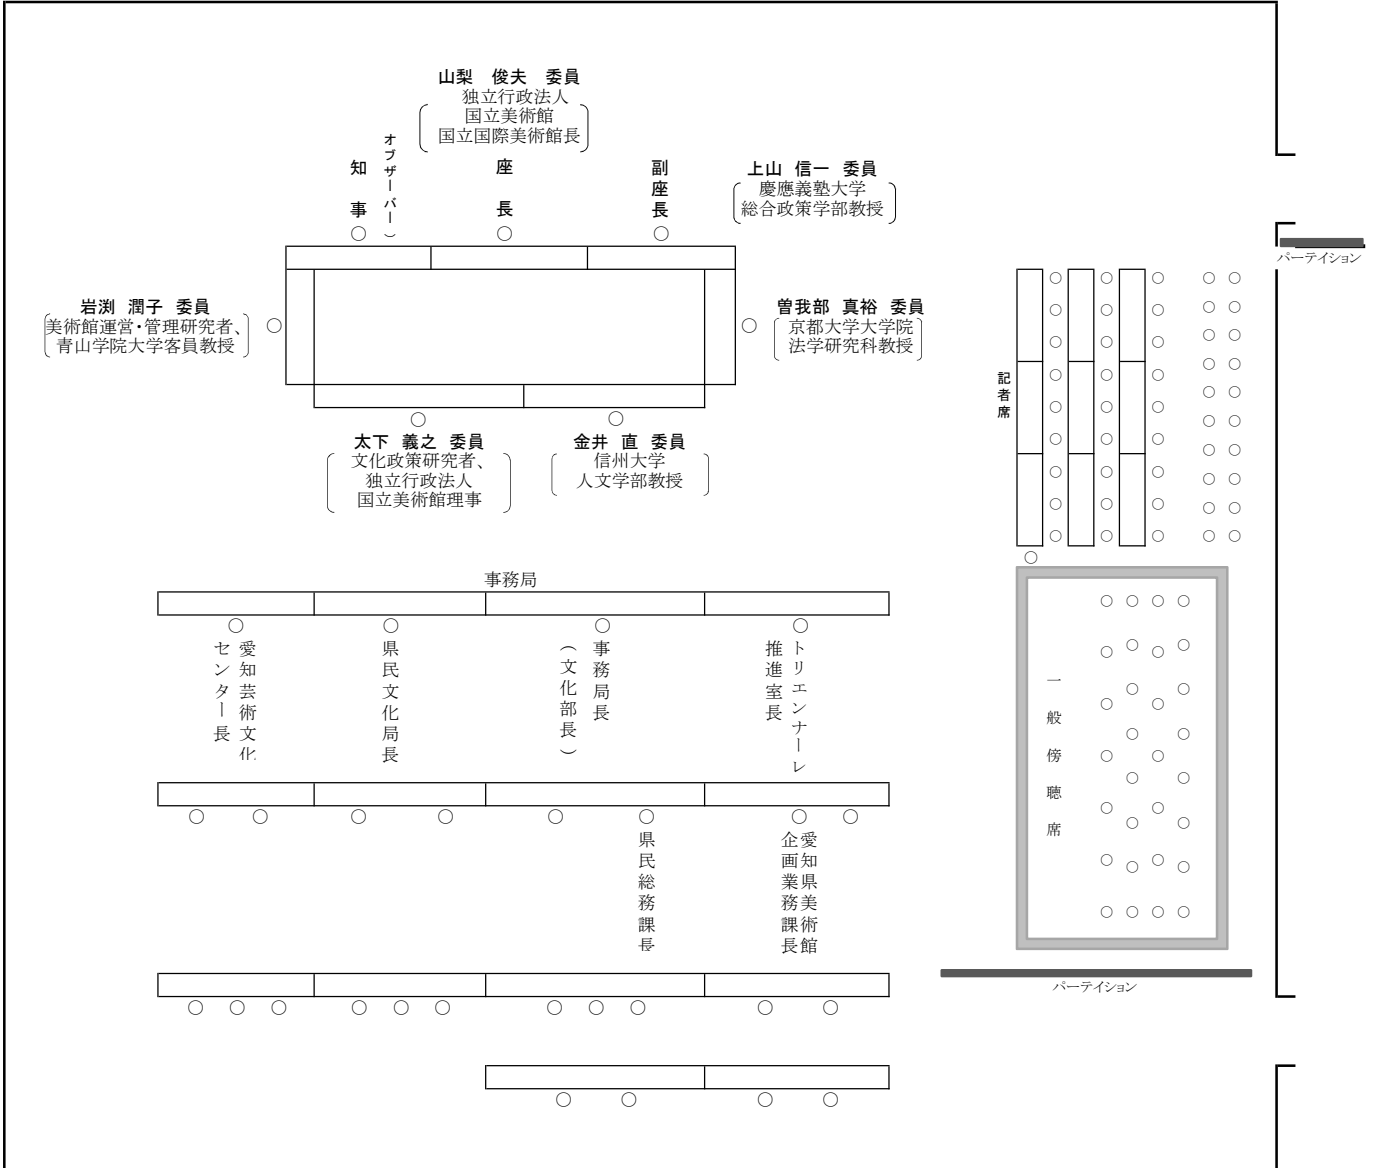 山梨　俊夫　委員
独立行政法人
国立美術館
国立国際美術館長
知事
オブザーバー）
座長
副座長
上山 信一 委員
慶應義塾大学
総合政策学部教授
パーテイション
岩渕 潤子 委員
美術館運営・管理研究者、
青山学院大学客員教授
曽我部 真裕 委員
京都大学大学院
法学研究科教授
記者席
太下 義之 委員
文化政策研究者、
独立行政法人
国立美術館理事
金井 直 委員
信州大学
人文学部教授
事務局
愛知芸術文化
センター長
県民文化局長
事務局長
（文化部長）
トリエンナーレ
推進室長
一般傍聴席
県民総務課長
愛知県美術館
企画業務課長
パーテイション